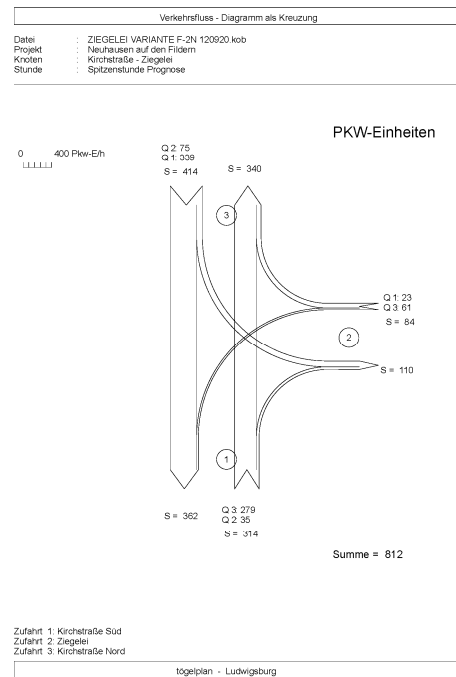 Verkehrsfluss - Diagramm als Kreuzung
Datei : ZIEGELEI VARIANTE F-2N 120920.kob
Projekt : Neuhausen auf den Fildern
Knoten : Kirchstraße - Ziegelei
Stunde : Spitzenstunde Prognose
PKW-Einheiten
0 400 Pkw-E/h
Q 2: 75
Q 1: 339
S = 414
S = 340
3
Q 1: 23
Q 3: 61
S = 84
2
S = 110
1
S = 362
Q 3: 279
Q 2: 35
S = 314
Summe = 812
Zufahrt 1: Kirchstraße Süd
Zufahrt 2: Ziegelei
Zufahrt 3: Kirchstraße Nord
tögelplan - Ludwigsburg